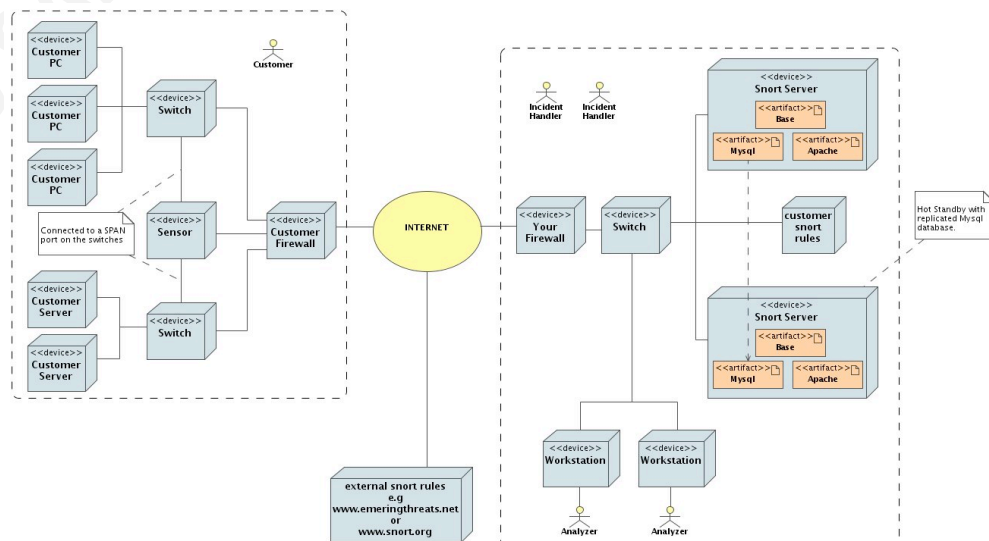 <<device>>
Customer
PC
<<device>>
Customer
PC
<<device>>
Customer
PC
<<device>>
Switch
Customer
Connected to a SPAN
port on the switches
<<device>>
Sensor
<<device>>
Customer
Firewall
<<device>>
Customer
Server
<<device>>
Customer
Server
<<device>>
Switch
INTERNET
external snort rules
e.g
www.emeringthreats.net
or
www.snort.org
Incident
Handler
Incident
Handler
<<device>>
Your
Firewall
<<device>>
Switch
<<device>>
Snort Server
<<artifact>>
Base
<<artifact>>
Mysql
<<artifact>>
Apache
customer
snort
rules
Hot Standby with
replicated Mysql
database.
<<device>>
Snort Server
<<artifact>>
Base
<<artifact>>
Mysql
<<artifact>>
Apache
<<device>>
Workstation
<<device>>
Workstation
Analyzer
Analyzer